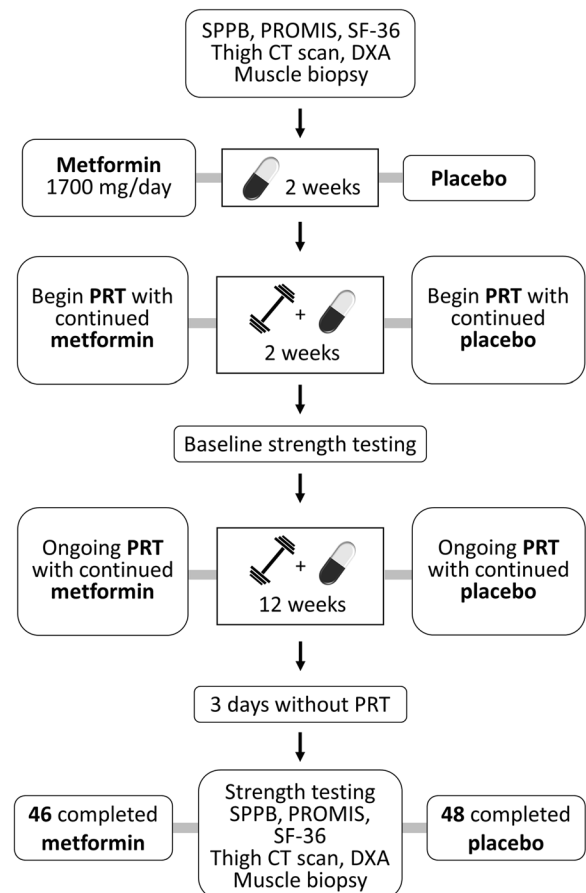 SPPB, PROMIS, SF-36
Thigh CT scan, DXA
Muscle biopsy
Metformin
1700 mg/day
2 weeks
Placebo
Begin PRT with
continued
metformin
+
2 weeks
Begin PRT with
continued
placebo
Baseline strength testing
Ongoing PRT
with continued
metformin
+
12 weeks
Ongoing PRT
with continued
placebo
3 days without PRT
46 completed
metformin
Strength testing
SPPB, PROMIS,
SF-36
Thigh CT scan, DXA
Muscle biopsy
48 completed
placebo